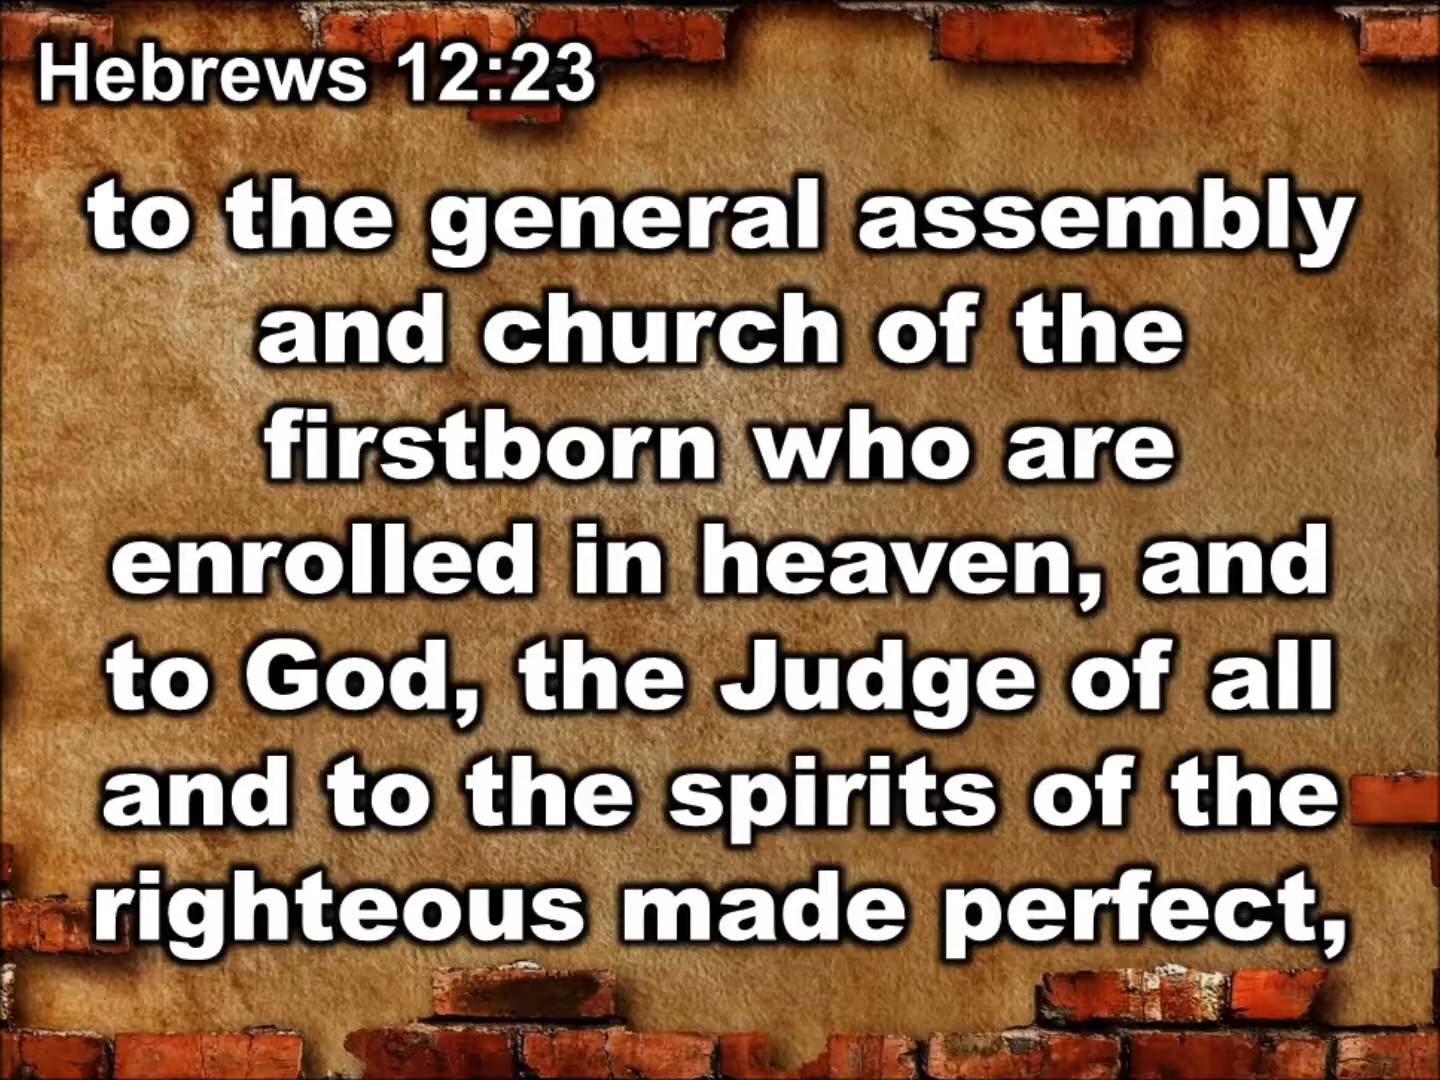 Hebrews 12:23
to the general assembly
and church of the
firstborn who are
enrolled in heaven, and
to God, the Judge of all
and to the spirits of the
righteous made perfect,